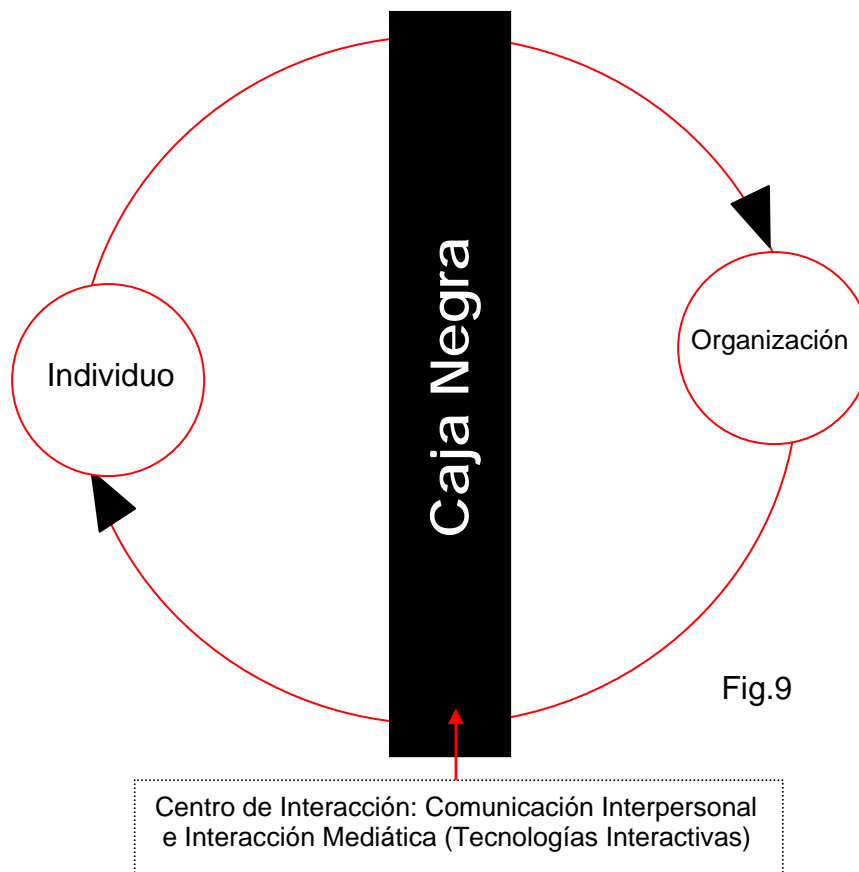 Individuo
Caja Negra
Organización
Fig.9
Centro de Interacción: Comunicación Interpersonal
e Interacción Mediática (Tecnologías Interactivas)